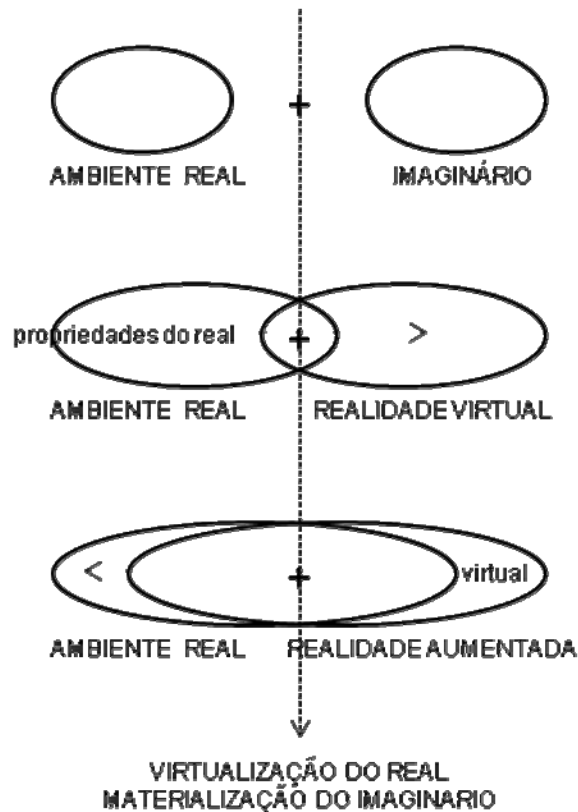 AMBIENTE REAL IMAGINÁRIO
propriedades do real >
AMBIENTE REAL REALIDADE VIRTUAL
< virtual
AMBIENTE REAL REALIDADE AUMENTADA
VIRTUALIZAÇÃO DO REAL
MATERIALIZAÇÃO DO IMAGINARIO